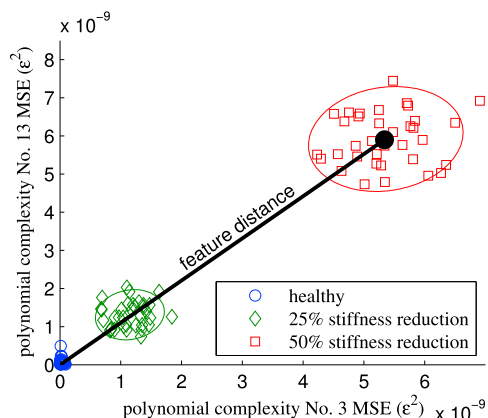 x 10⁻⁹
8
7
6
5
4
3
2
1
0
polynomial complexity No. 13 MSE (ε²)
feature distance
healthy
25% stiffness reduction
50% stiffness reduction
0 1 2 3 4 5 6
polynomial complexity No. 3 MSE (ε²) x 10⁻⁹